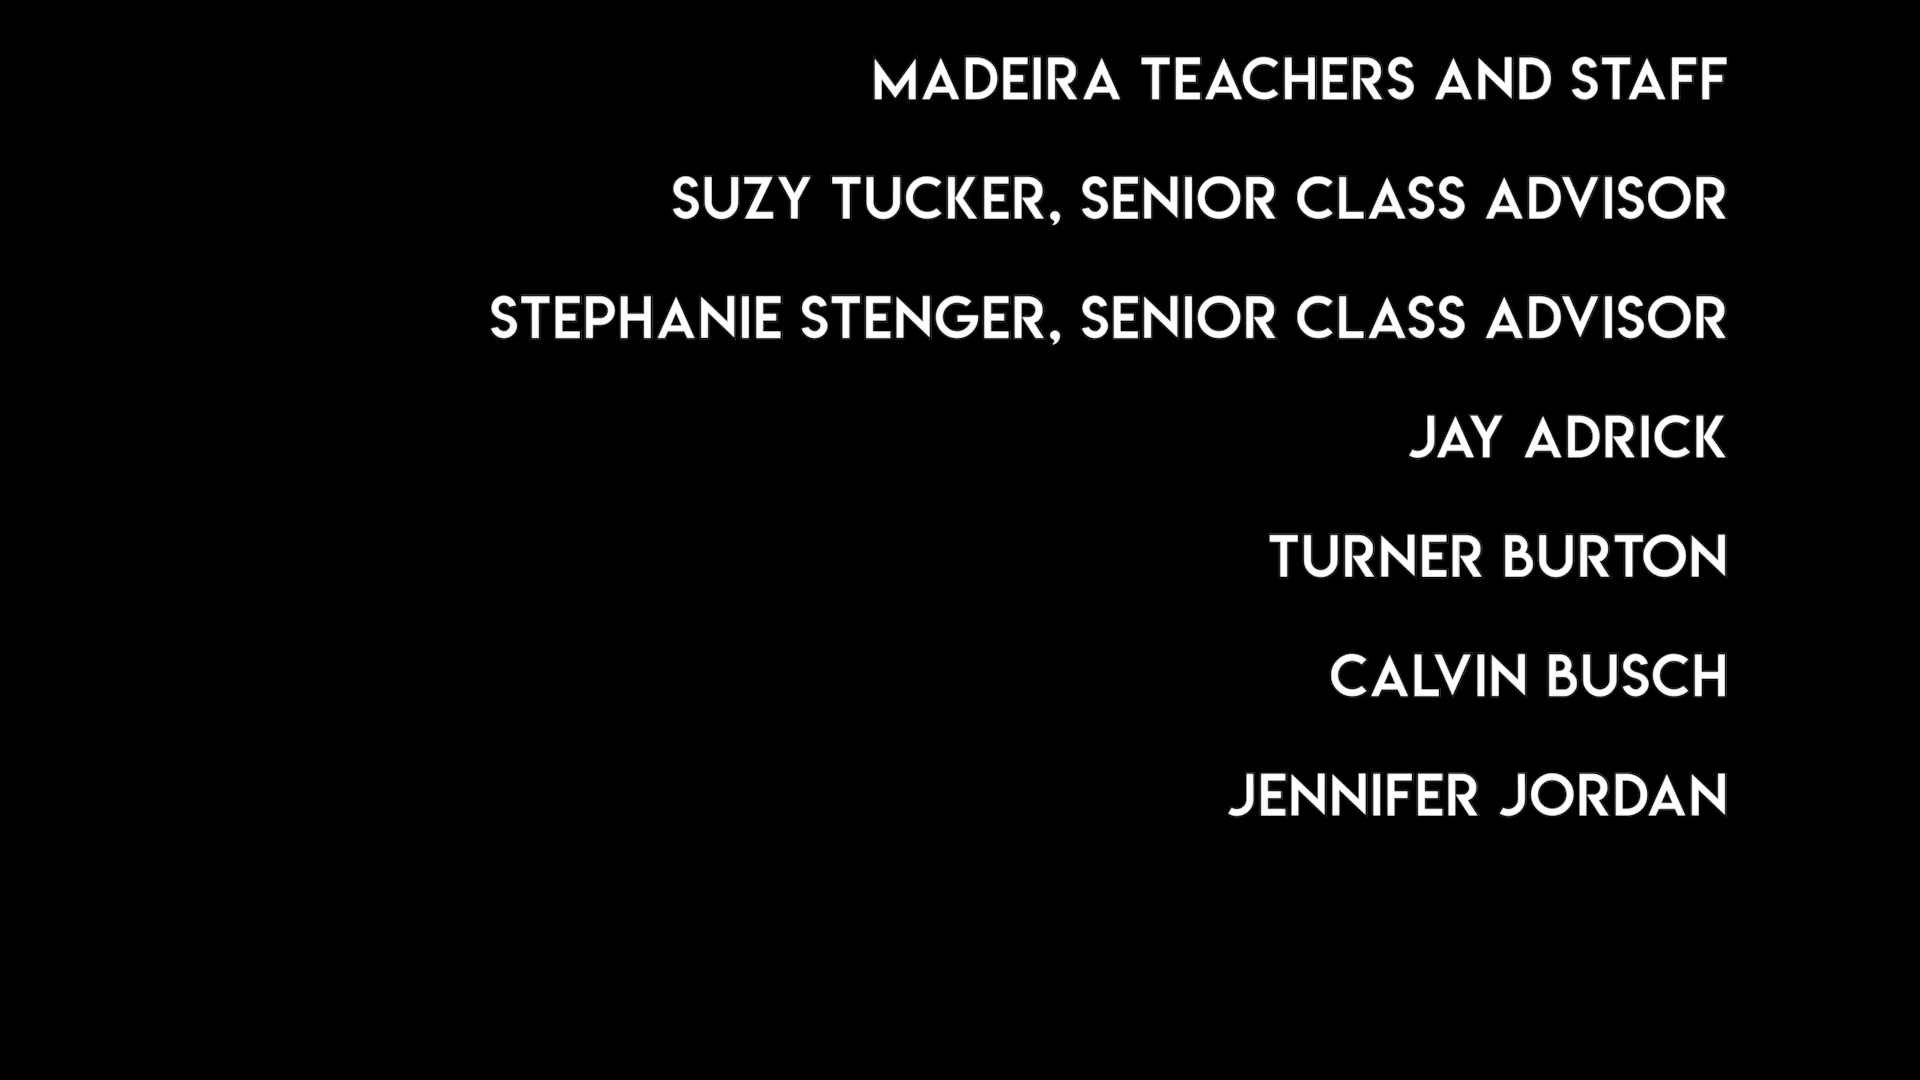 MADEIRA TEACHERS AND STAFF
SUZY TUCKER, SENIOR CLASS ADVISOR
STEPHANIE STENGER, SENIOR CLASS ADVISOR
JAY ADRICK
TURNER BURTON
CALVIN BUSCH
JENNIFER JORDAN